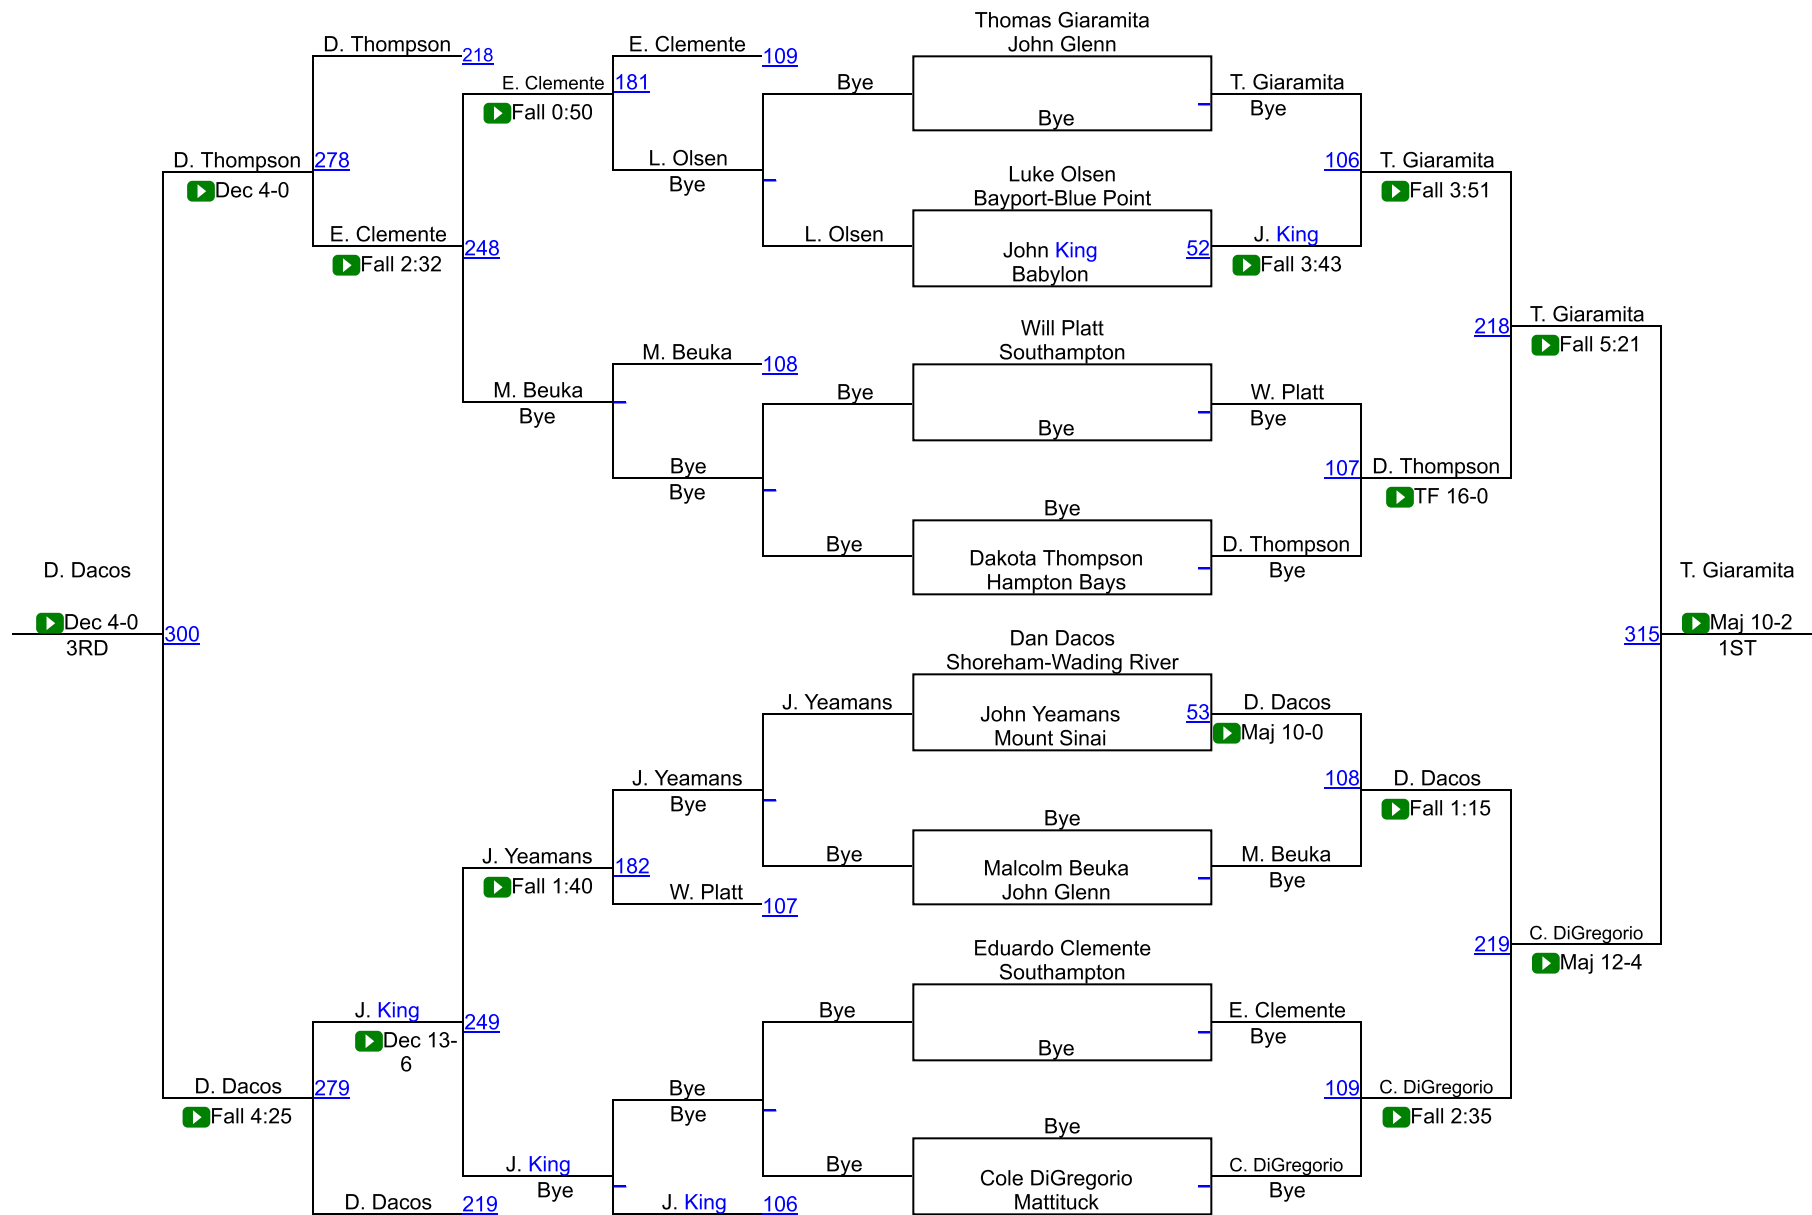 Thomas Giaramita
D. Thompson
218
E. Clemente
109
John Glenn
E. Clemente
181
Bye
T. Giaramita
Fall 0:50
Bye
Bye
L. Olsen
Bye
D. Thompson
278
Dec 4-0
Luke Olsen
Bayport-Blue Point
106
T. Giaramita
Fall 3:51
E. Clemente
248
Fall 2:32
L. Olsen
John King
Babylon
52
J. King
Fall 3:43
Will Platt
Southampton
218
T. Giaramita
Fall 5:21
M. Beuka
108
M. Beuka
Bye
Bye
Bye
W. Platt
Bye
Bye
Bye
107
D. Thompson
TF 16-0
Bye
Bye
Dakota Thompson
Hampton Bays
D. Thompson
Bye
D. Dacos
Dec 4-0
3RD
300
T. Giaramita
315
Maj 10-2
1ST
Dan Dacos
Shoreham-Wading River
J. Yeamans
John Yeamans
Mount Sinai
53
D. Dacos
Maj 10-0
J. Yeamans
Bye
108
D. Dacos
Fall 1:15
Bye
J. Yeamans
182
Fall 1:40
Bye
Malcolm Beuka
John Glenn
M. Beuka
Bye
W. Platt
107
219
C. DiGregorio
Maj 12-4
Eduardo Clemente
Southampton
J. King
249
Dec 13-
6
Bye
Bye
E. Clemente
Bye
D. Dacos
279
Fall 4:25
Bye
Bye
109
C. DiGregorio
Fall 2:35
Bye
J. King
Bye
Bye
Cole DiGregorio
Mattituck
C. DiGregorio
Bye
D. Dacos
219
J. King
106